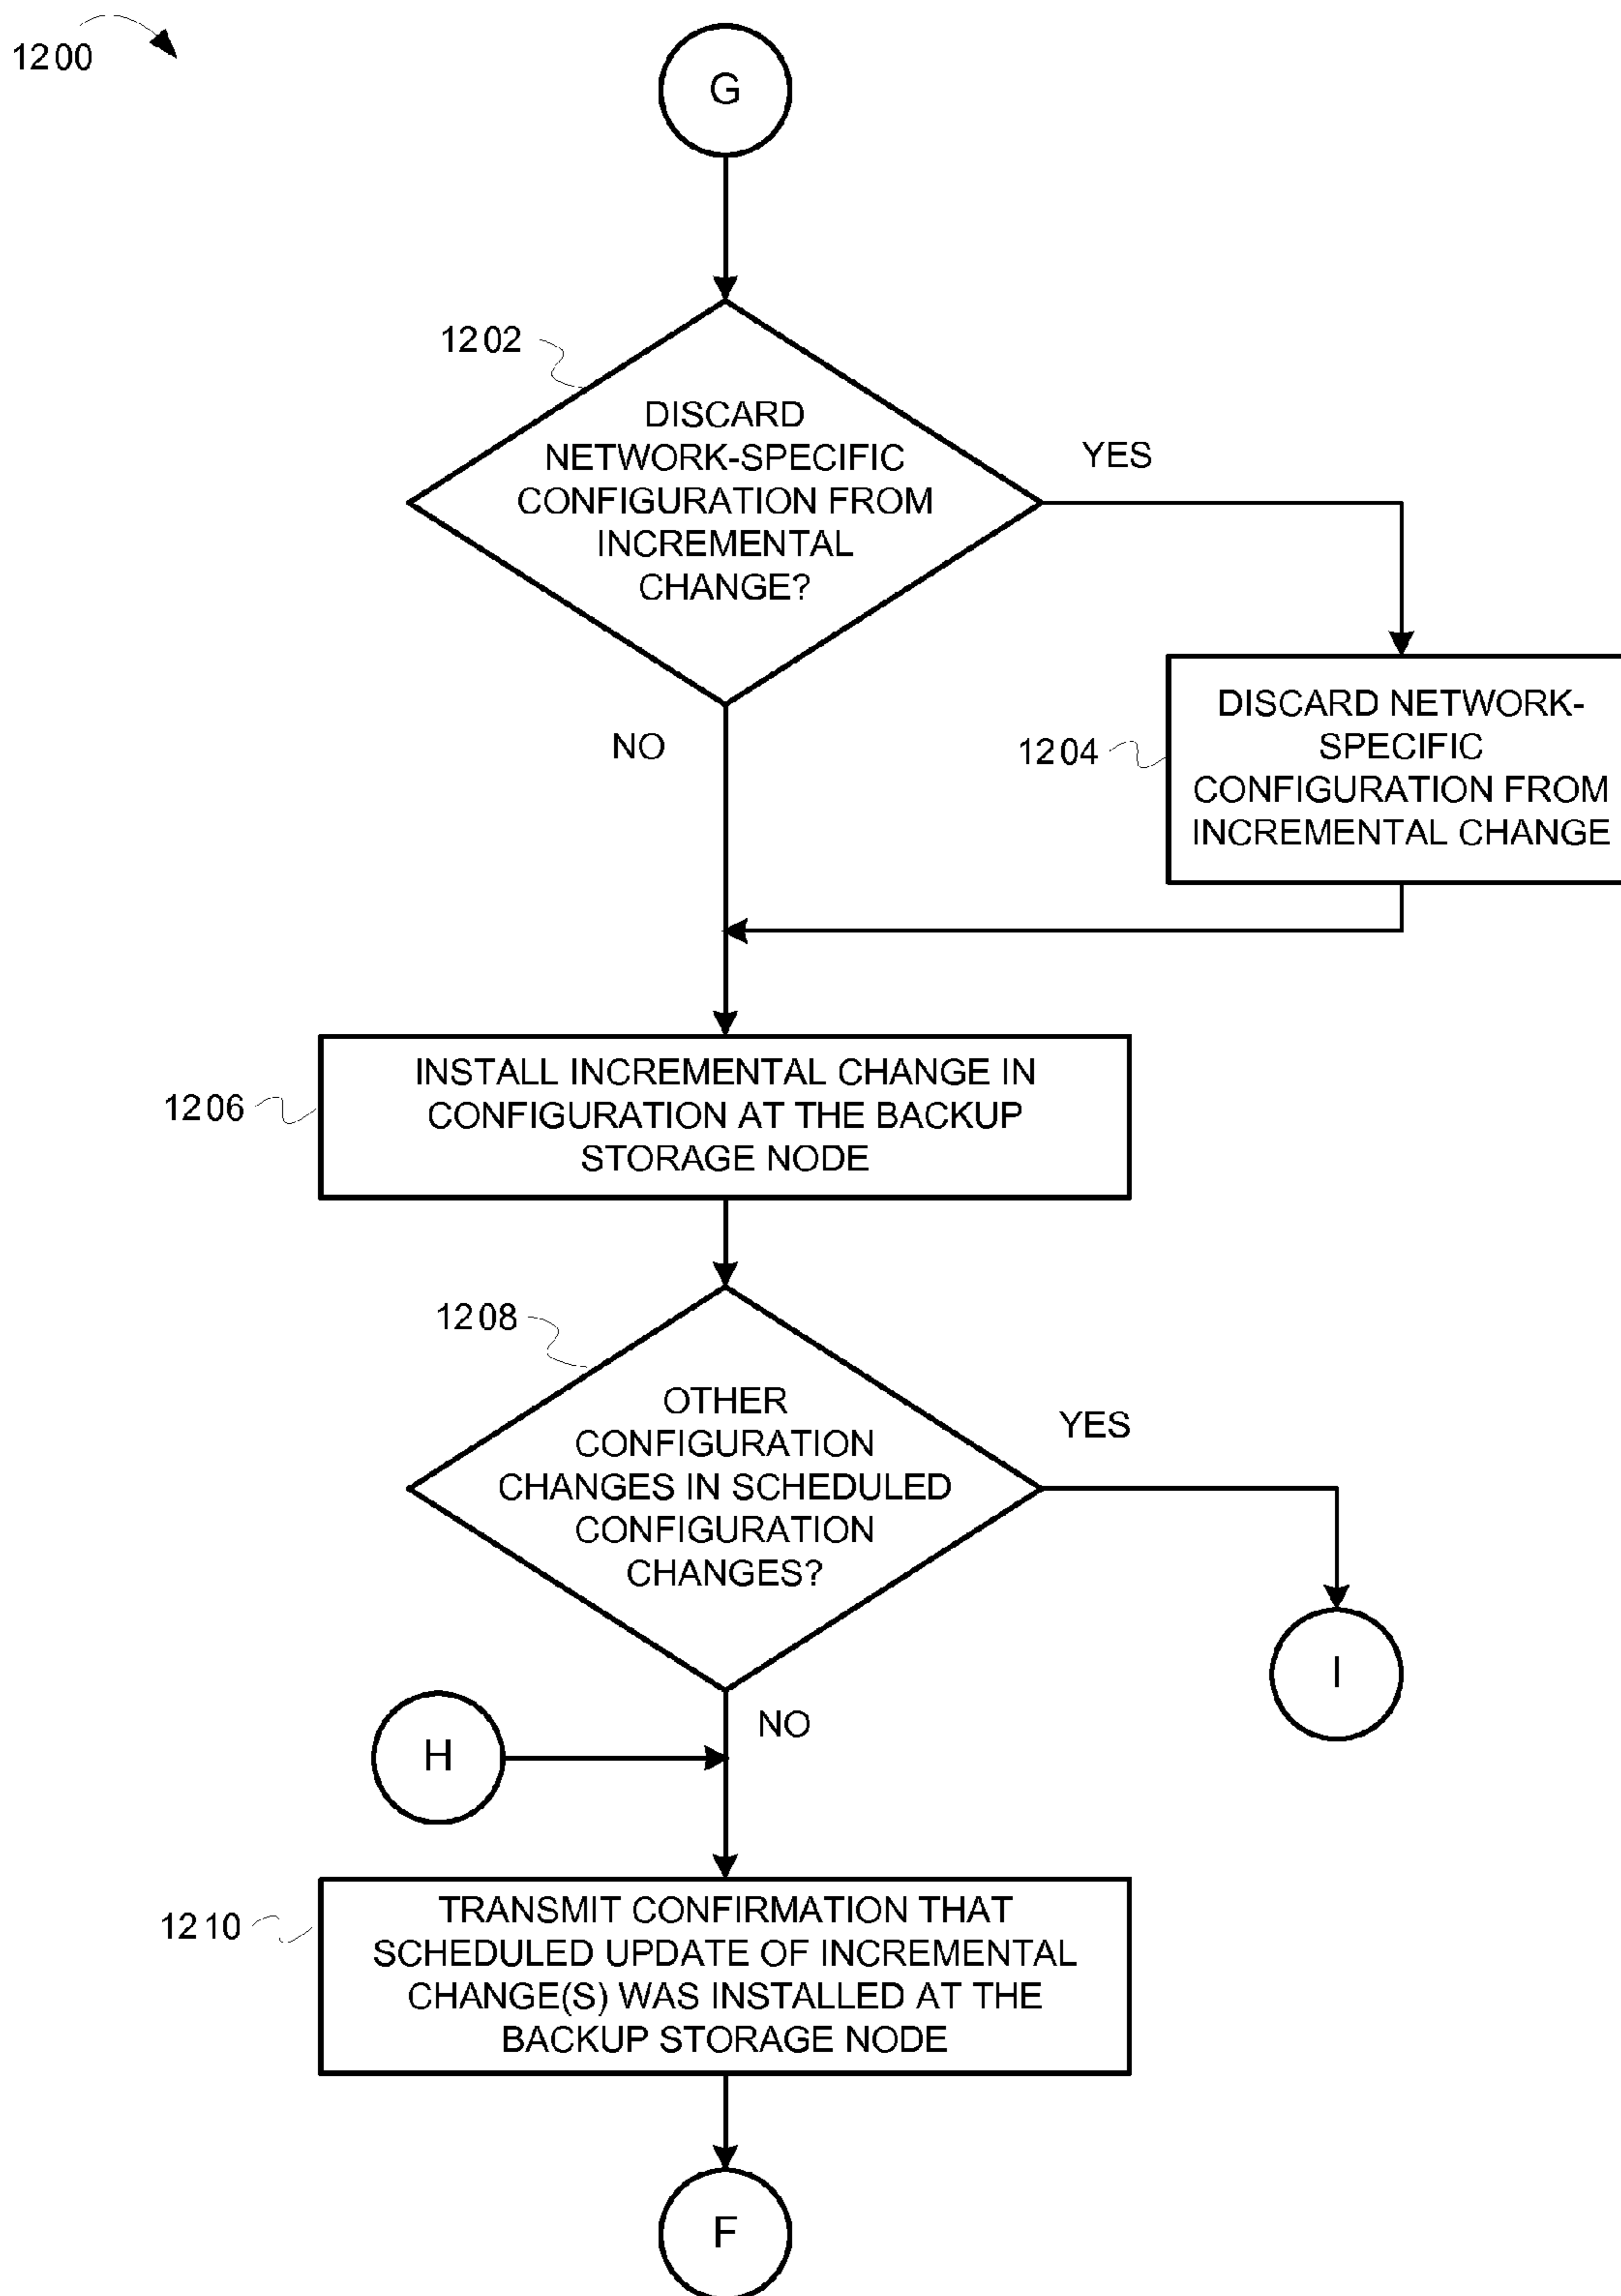 1200
G
1202
DISCARD
NETWORK-SPECIFIC
CONFIGURATION FROM
INCREMENTAL
CHANGE?
YES
NO
1204
DISCARD NETWORK-
SPECIFIC
CONFIGURATION FROM
INCREMENTAL CHANGE
1206
INSTALL INCREMENTAL CHANGE IN
CONFIGURATION AT THE BACKUP
STORAGE NODE
1208
OTHER
CONFIGURATION
CHANGES IN SCHEDULED
CONFIGURATION
CHANGES?
YES
I
NO
H
1210
TRANSMIT CONFIRMATION THAT
SCHEDULED UPDATE OF INCREMENTAL
CHANGE(S) WAS INSTALLED AT THE
BACKUP STORAGE NODE
F